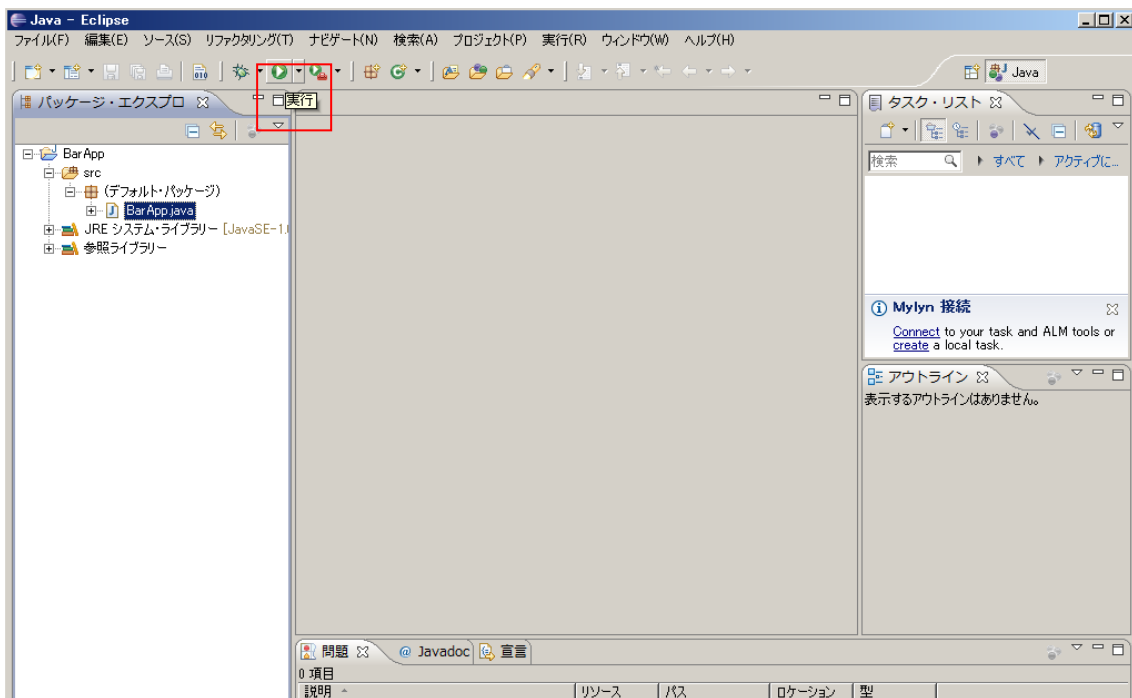 Java - Eclipse
ファイル(F) 編集(E) ソース(S) リファクタリング(T) ナビゲート(N) 検索(A) プロジェクト(P) 実行(R) ウィンドウ(W) ヘルプ(H)
Java
パッケージ・エクスプロ
実行
BarApp
src
(デフォルト・パッケージ)
BarApp.java
JRE システム・ライブラリー [JavaSE-1.
参照ライブラリー
タスク・リスト
検索 すべて アクティブに...
Mylyn 接続
Connect to your task and ALM tools or
create a local task.
アウトライン
表示するアウトラインはありません。
問題 @ Javadoc 宣言
0 項目
説明 リソース パス ロケーション 型